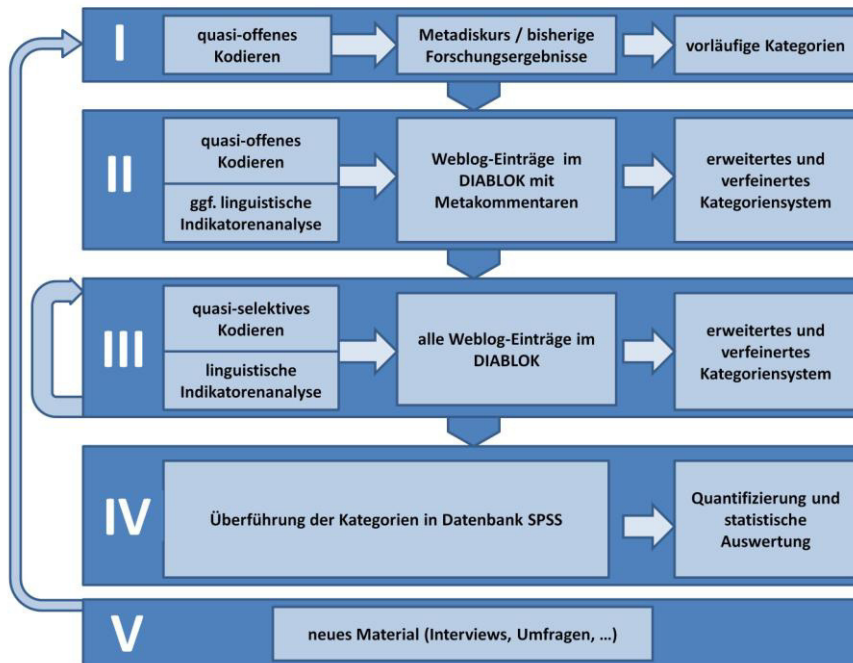 I
quasi-offenes
Kodieren
Metadiskurs / bisherige
Forschungsergebnisse
vorläufige Kategorien
II
quasi-offenes
Kodieren
ggf. linguistische
Indikatorenanalyse
Weblog-Einträge im
DIABLOK mit
Metakommentaren
erweitertes und
verfeinertes
Kategoriensystem
III
quasi-selektives
Kodieren
linguistische
Indikatorenanalyse
alle Weblog-Einträge im
DIABLOK
erweitertes und
verfeinertes
Kategoriensystem
IV
Überführung der Kategorien in Datenbank SPSS
Quantifizierung und
statistische
Auswertung
V
neues Material (Interviews, Umfragen, …)